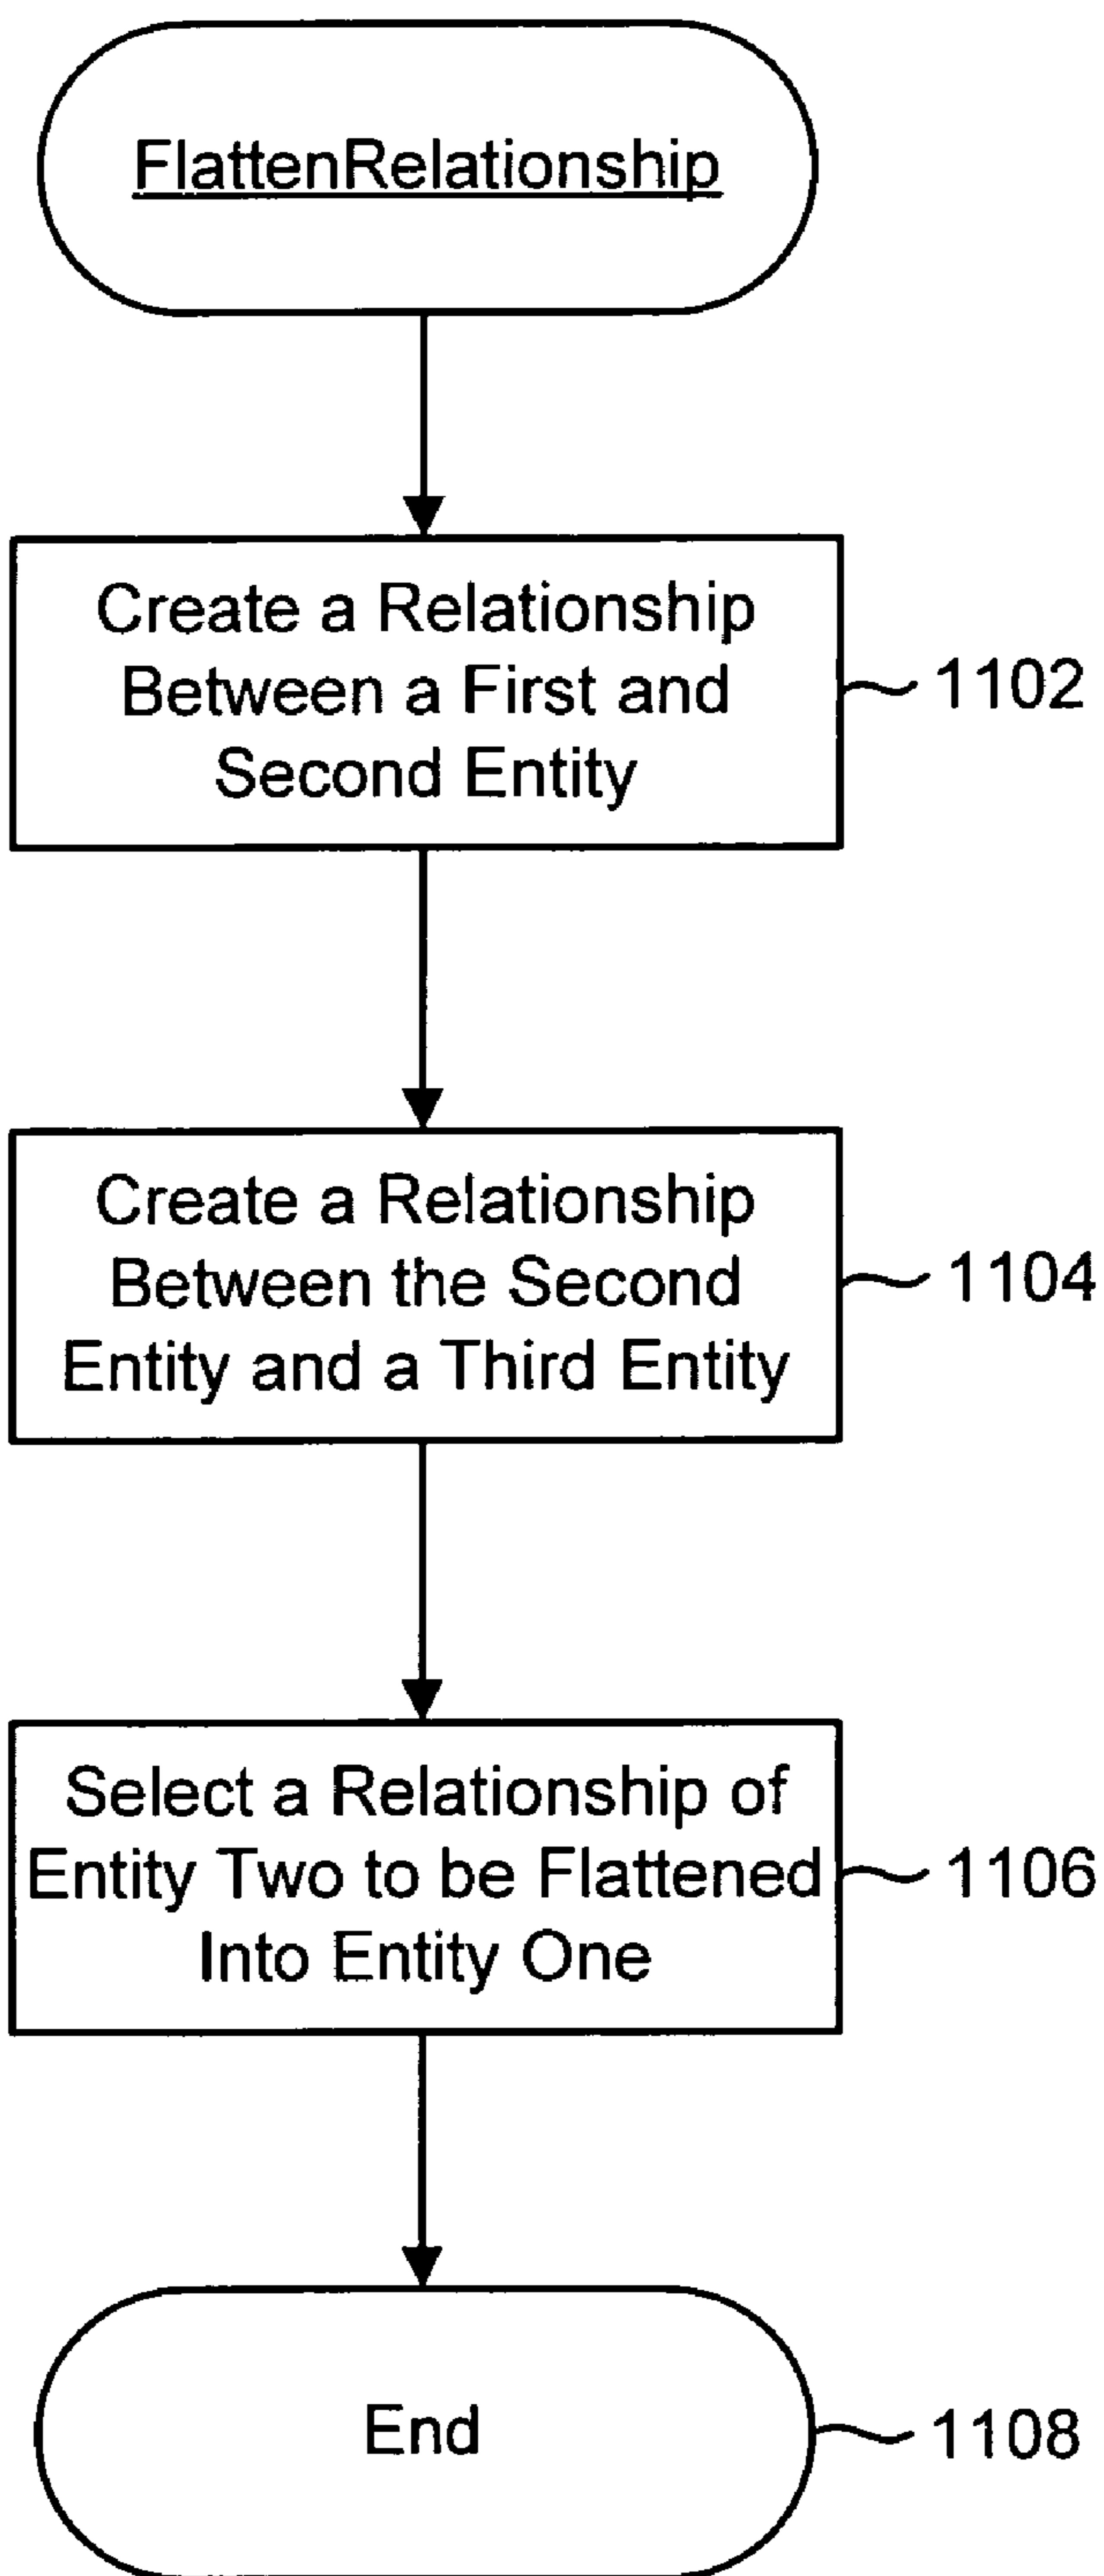 FlattenRelationship
Create a Relationship
Between a First and
Second Entity
1102
Create a Relationship
Between the Second
Entity and a Third Entity
1104
Select a Relationship of
Entity Two to be Flattened
Into Entity One
1106
End
1108